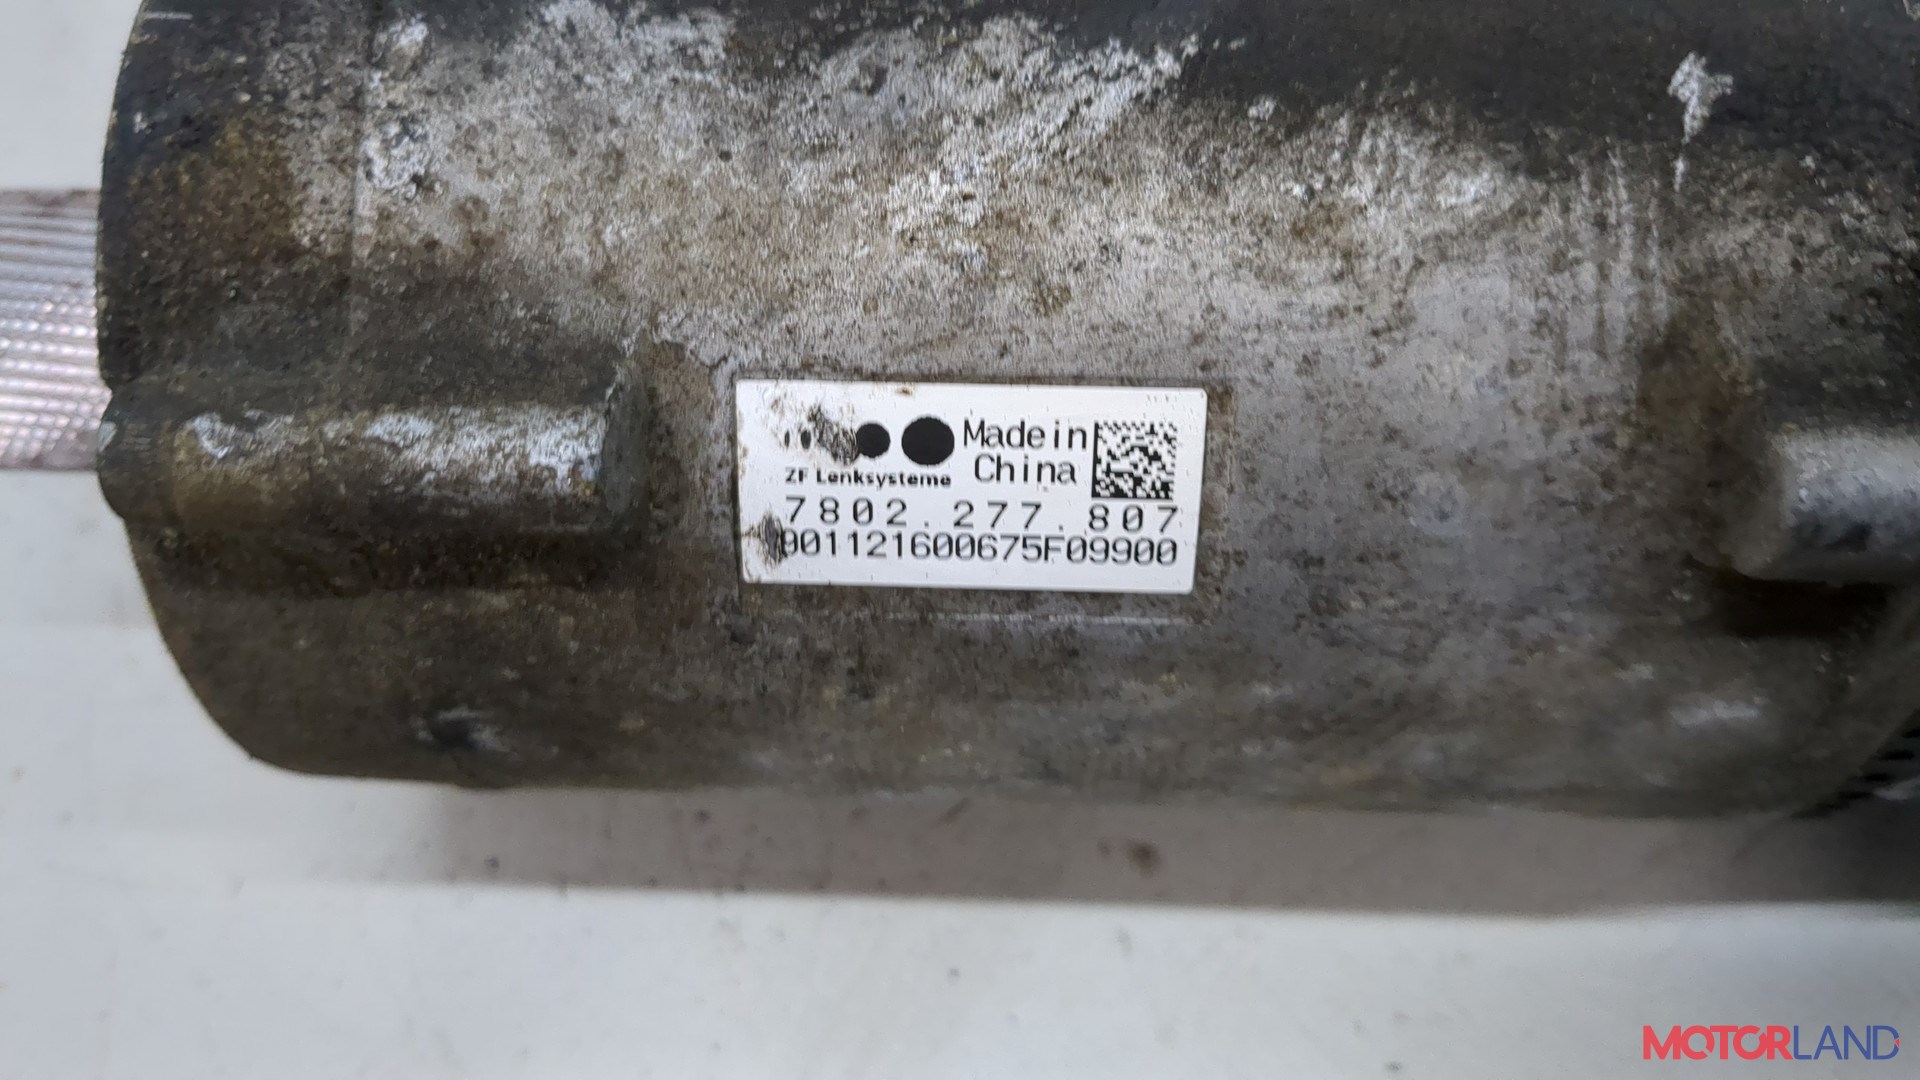 Made in
China
ZF Lenksysteme
7802.277.807
001121600675F09900
MOTORLAND